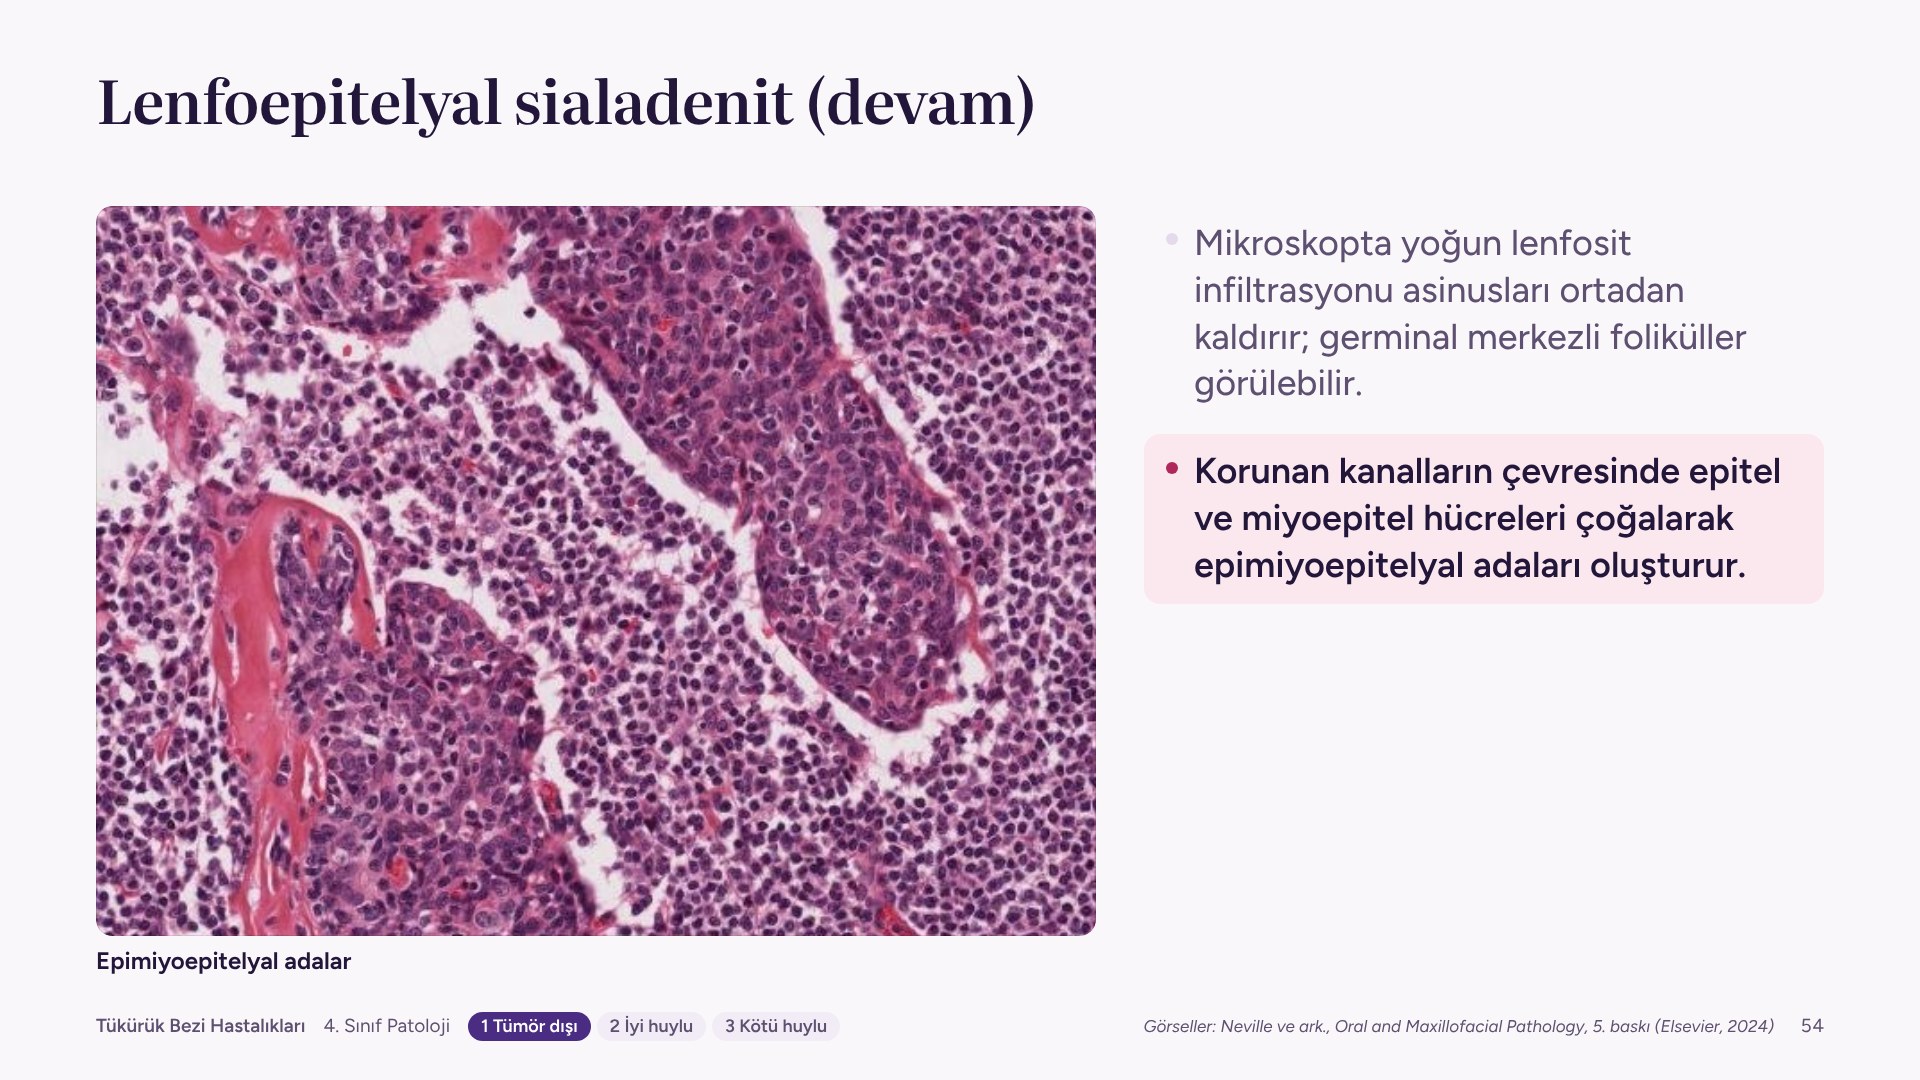 Lenfoepitelyal sialadenit (devam)
Mikroskopta yoğun lenfosit
infiltrasyonu asinusları ortadan
kaldırır; germinal merkezli foliküller
görülebilir.
Korunan kanalların çevresinde epitel
ve miyoepitel hücreleri çoğalarak
epimiyoepitelyal adaları oluşturur.
Epimiyoepitelyal adalar
Tükürük Bezi Hastalıkları 4. Sınıf Patoloji 1 Tümör dışı 2 İyi huylu 3 Kötü huylu
Görseller: Neville ve ark., Oral and Maxillofacial Pathology, 5. baskı (Elsevier, 2024) 54